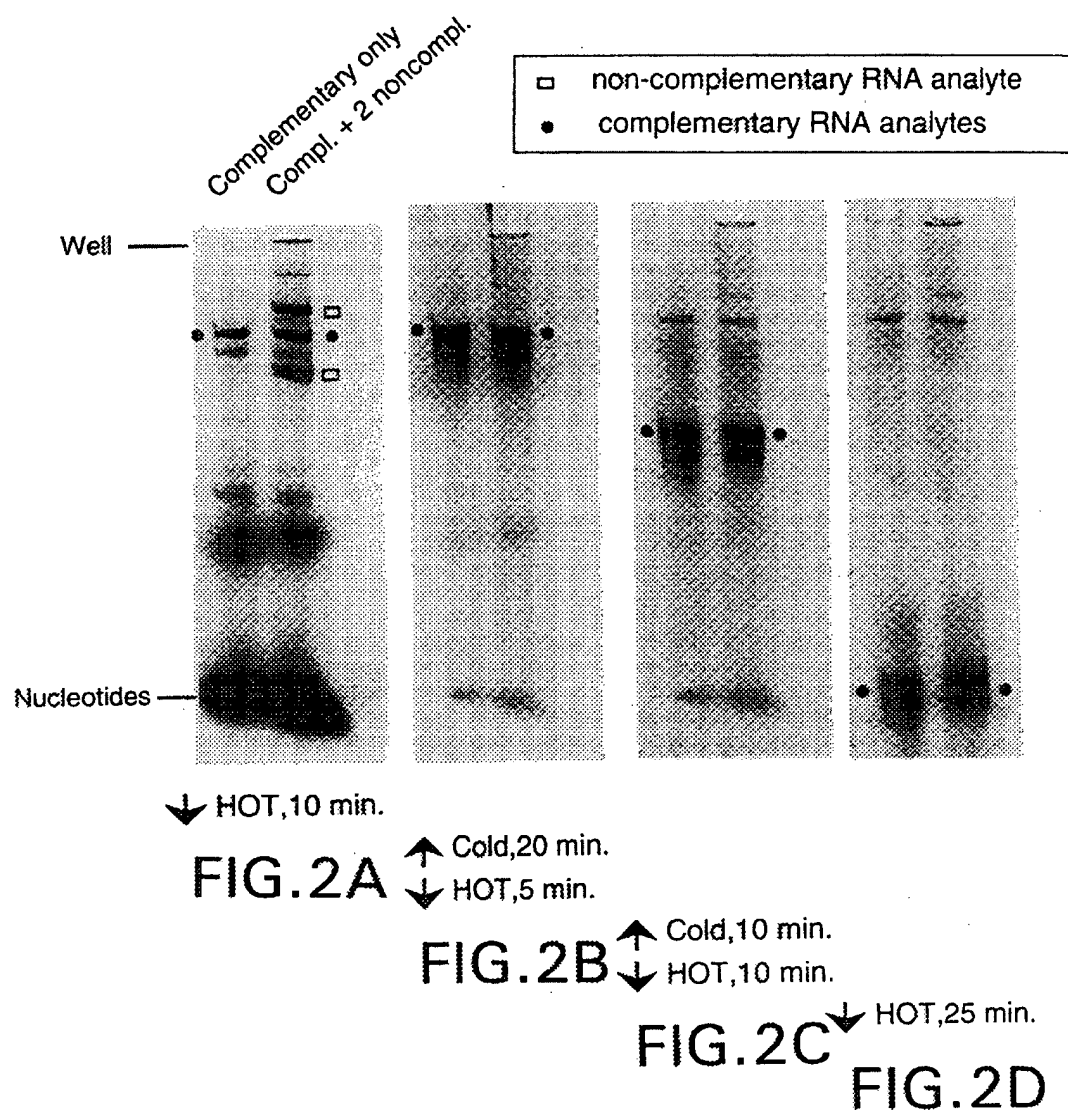 Complementary only
Compl. + 2 noncompl.
non-complementary RNA analyte
complementary RNA analytes
Well
Nucleotides
HOT,10 min.
FIG.2A
Cold,20 min.
HOT,5 min.
FIG.2B
Cold,10 min.
HOT,10 min.
FIG.2C
HOT,25 min.
FIG.2D